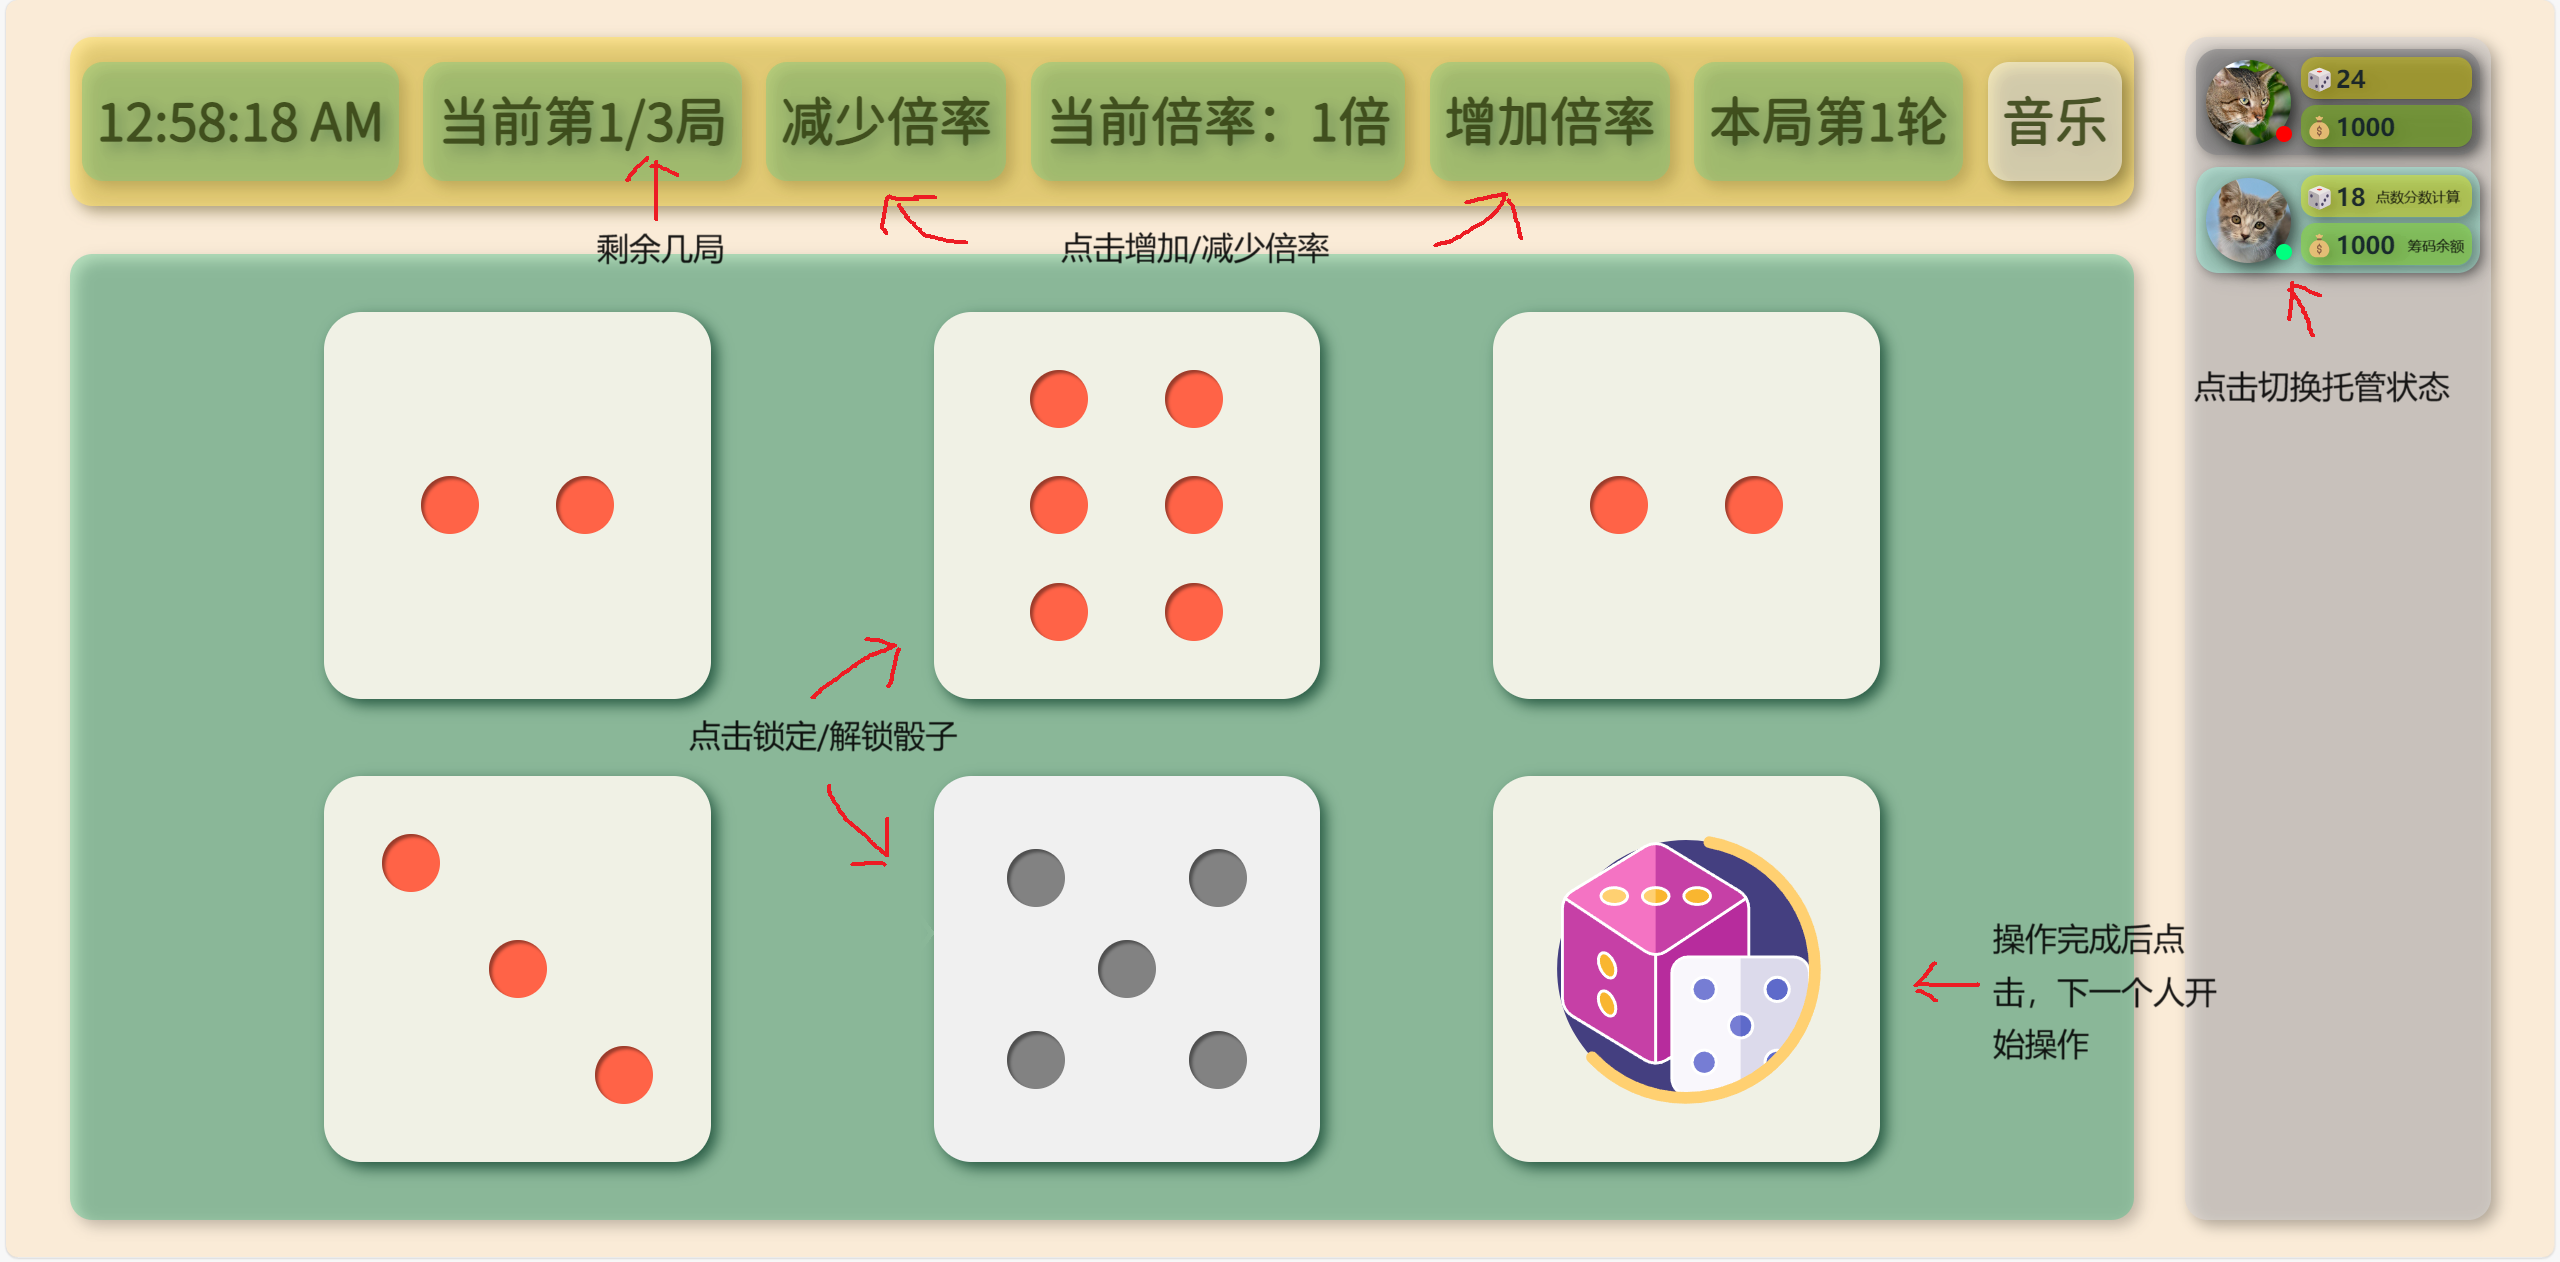 12:58:18 AM
当前第1/3局
减少倍率
当前倍率：1倍
增加倍率
本局第1轮
音乐
24
1000
18 点数分数计算
1000 筹码余额
剩余几局
点击增加/减少倍率
点击切换托管状态
点击锁定/解锁骰子
操作完成后点
击，下一个人开
始操作